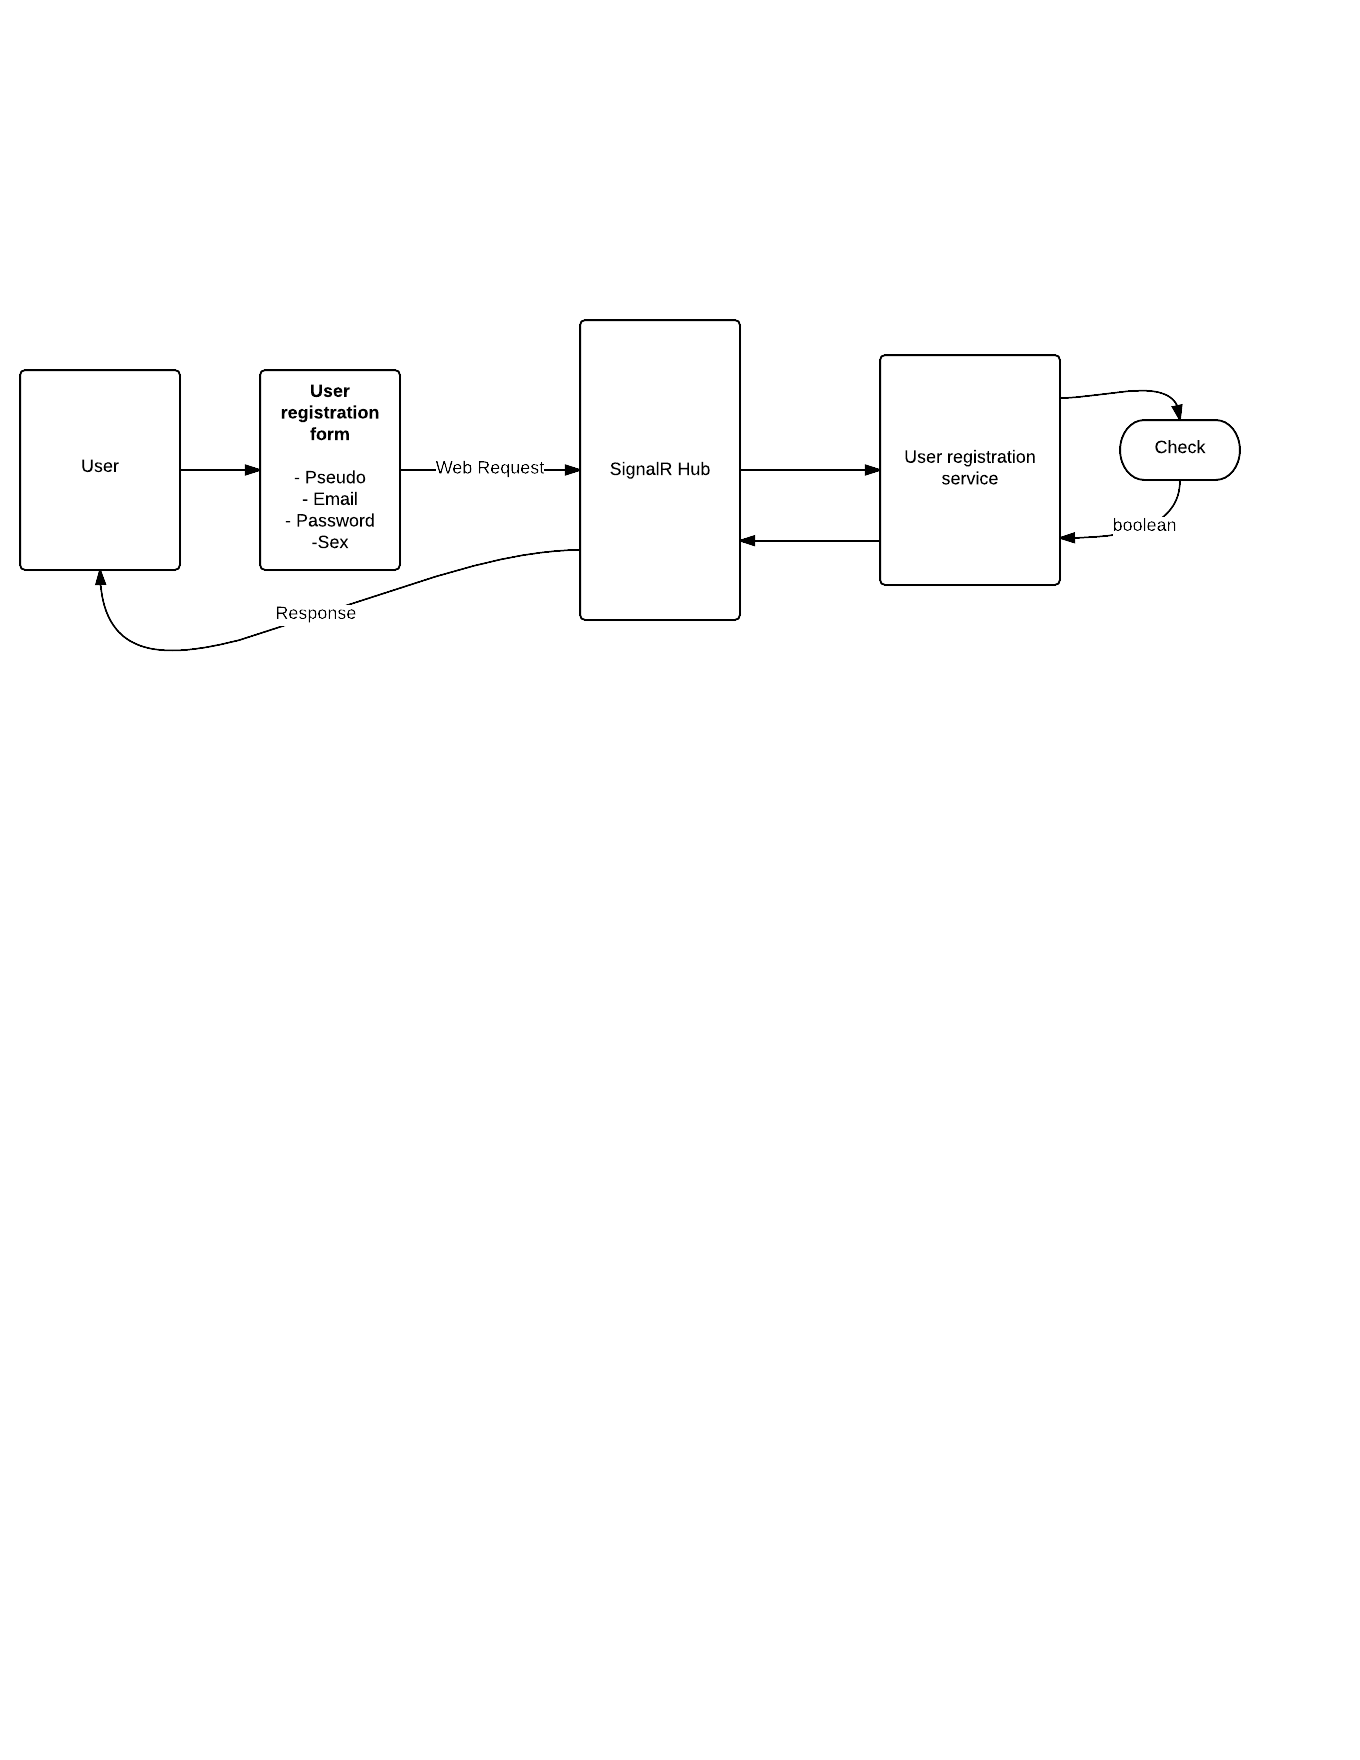 User
User
registration
form
- Pseudo
- Email
- Password
-Sex
Web Request
SignalR Hub
User registration
service
Check
boolean
Response